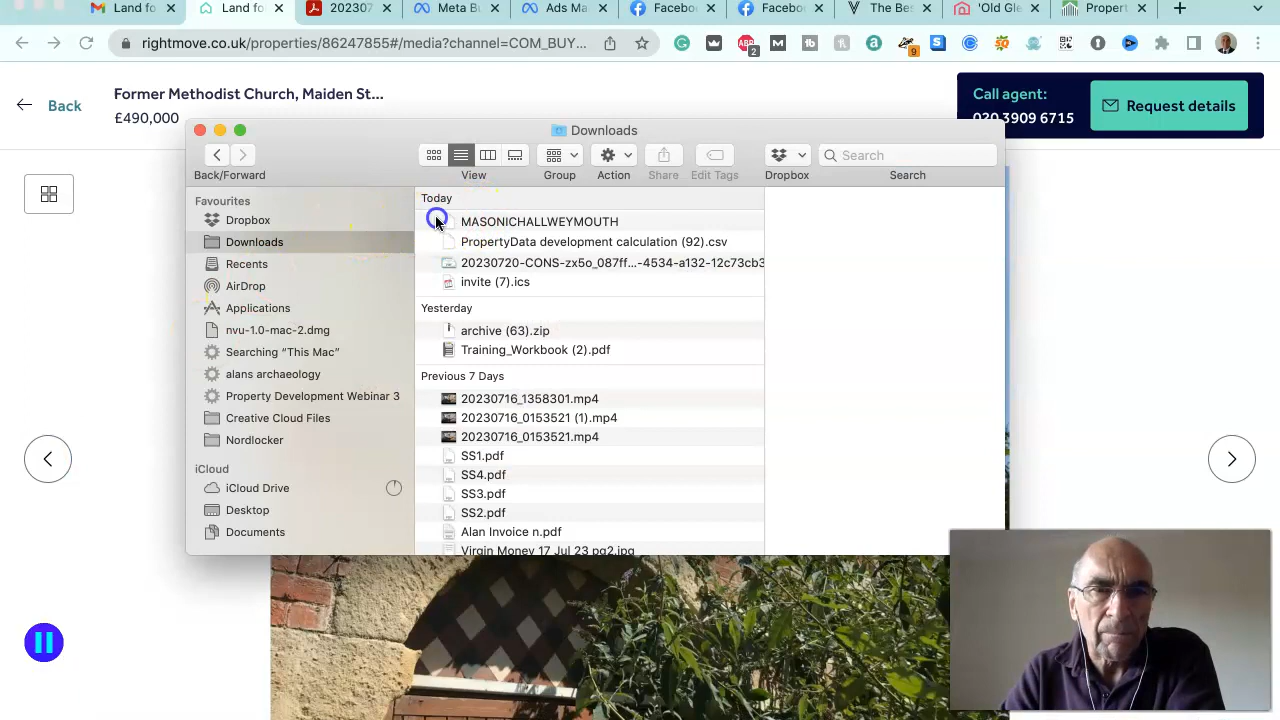 Land fo
Land fo
202307
Meta Bu
Ads Ma
Facebo
Facebo
The Bes
'Old Gle
Propert
rightmove.co.uk/properties/86247855#/media?channel=COM_BUY...
2
9
Back
Former Methodist Church, Maiden St...
£490,000
Call agent:
020 3909 6715
Request details
Downloads
Search
Back/Forward
View
Group
Action
Share
Edit Tags
Dropbox
Search
Favourites
Dropbox
Downloads
Recents
AirDrop
Applications
nvu-1.0-mac-2.dmg
Searching “This Mac”
alans archaeology
Property Development Webinar 3
Creative Cloud Files
Nordlocker
iCloud
iCloud Drive
Desktop
Documents
Today
MASONICHALLWEYMOUTH
PropertyData development calculation (92).csv
20230720-CONS-zx5o_087ff...-4534-a132-12c73cb3
invite (7).ics
Yesterday
archive (63).zip
Training_Workbook (2).pdf
Previous 7 Days
20230716_1358301.mp4
20230716_0153521 (1).mp4
20230716_0153521.mp4
SS1.pdf
SS4.pdf
SS3.pdf
SS2.pdf
Alan Invoice n.pdf
Virgin Money 17 Jul 23 pg2.jpg